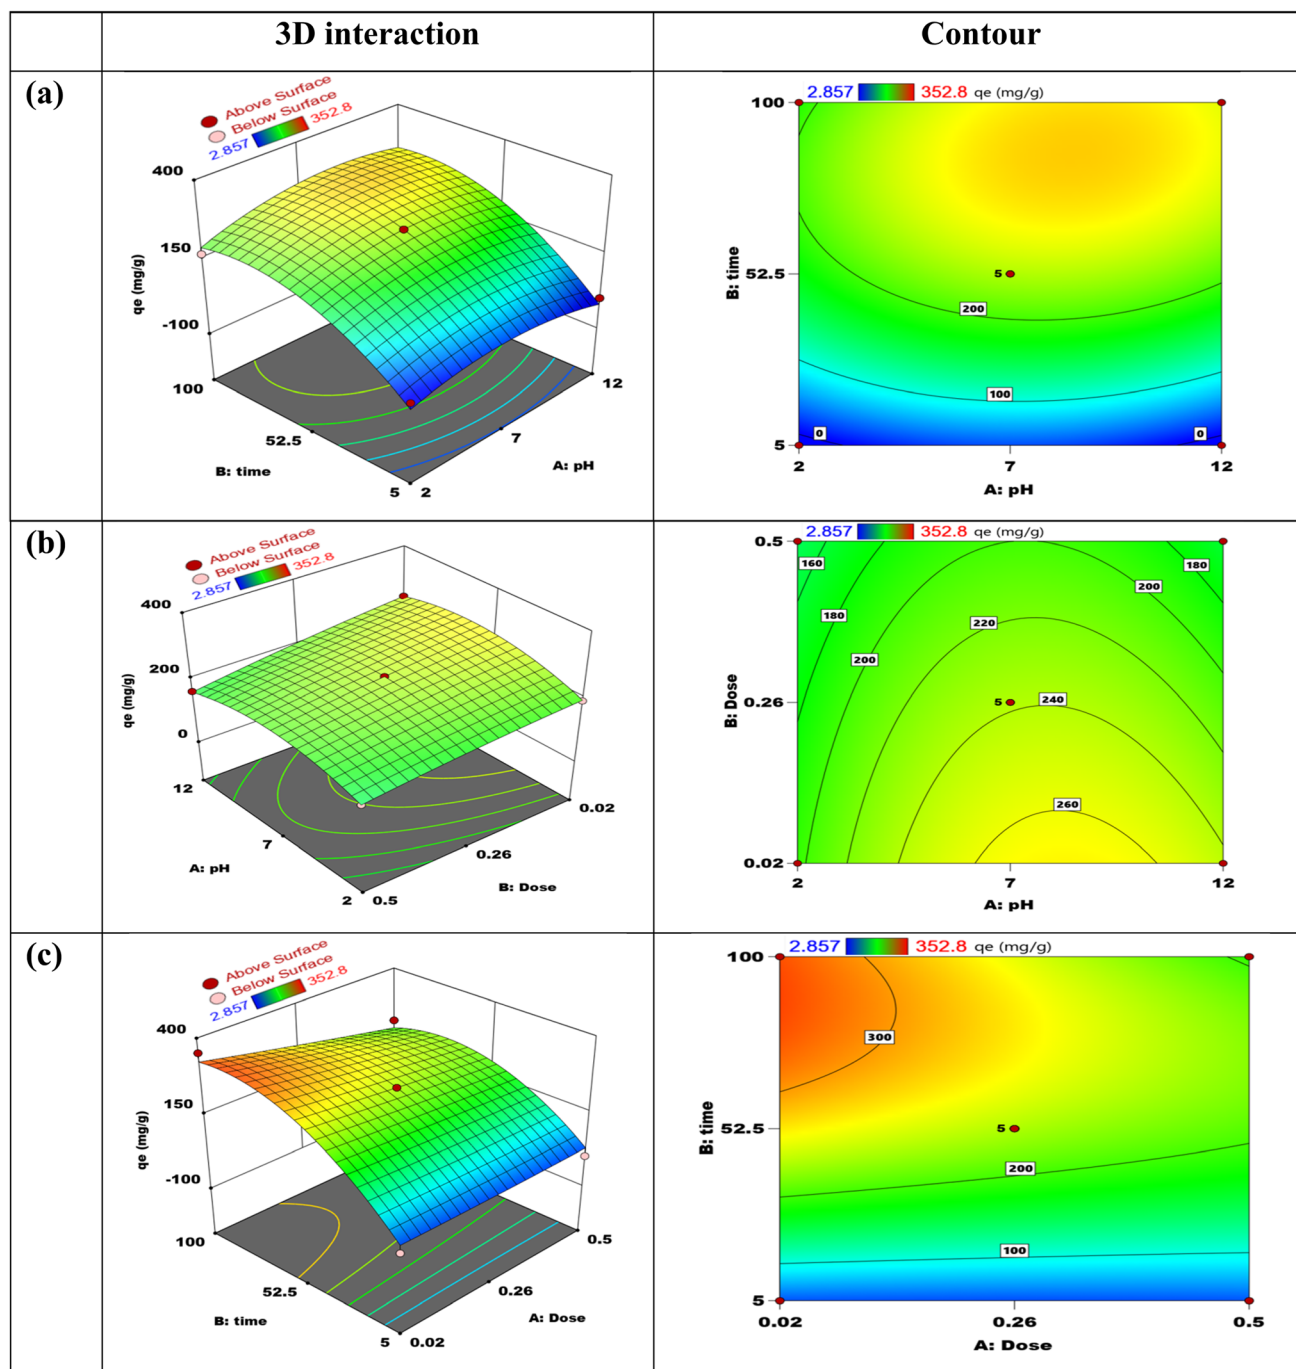 3D interaction
Contour
(a)
Above Surface
Below Surface
2.857 352.8
400
150
-100
qe (mg/g)
100
52.5
5
B: time
2
7
12
A: pH
2.857 352.8 qe (mg/g)
100
52.5
5
B: time
5
200
100
0
0
2
7
12
A: pH
(b)
Above Surface
Below Surface
2.857 352.8
400
200
0
qe (mg/g)
12
7
2
A: pH
0.5
0.26
0.02
B: Dose
2.857 352.8 qe (mg/g)
0.5
0.26
0.02
B: Dose
160
180
180
200
200
220
5
240
260
2
7
12
A: pH
(c)
Above Surface
Below Surface
2.857 352.8
400
150
-100
qe (mg/g)
100
52.5
5
B: time
0.02
0.26
0.5
A: Dose
2.857 352.8 qe (mg/g)
100
52.5
5
B: time
300
5
200
100
0.02
0.26
0.5
A: Dose